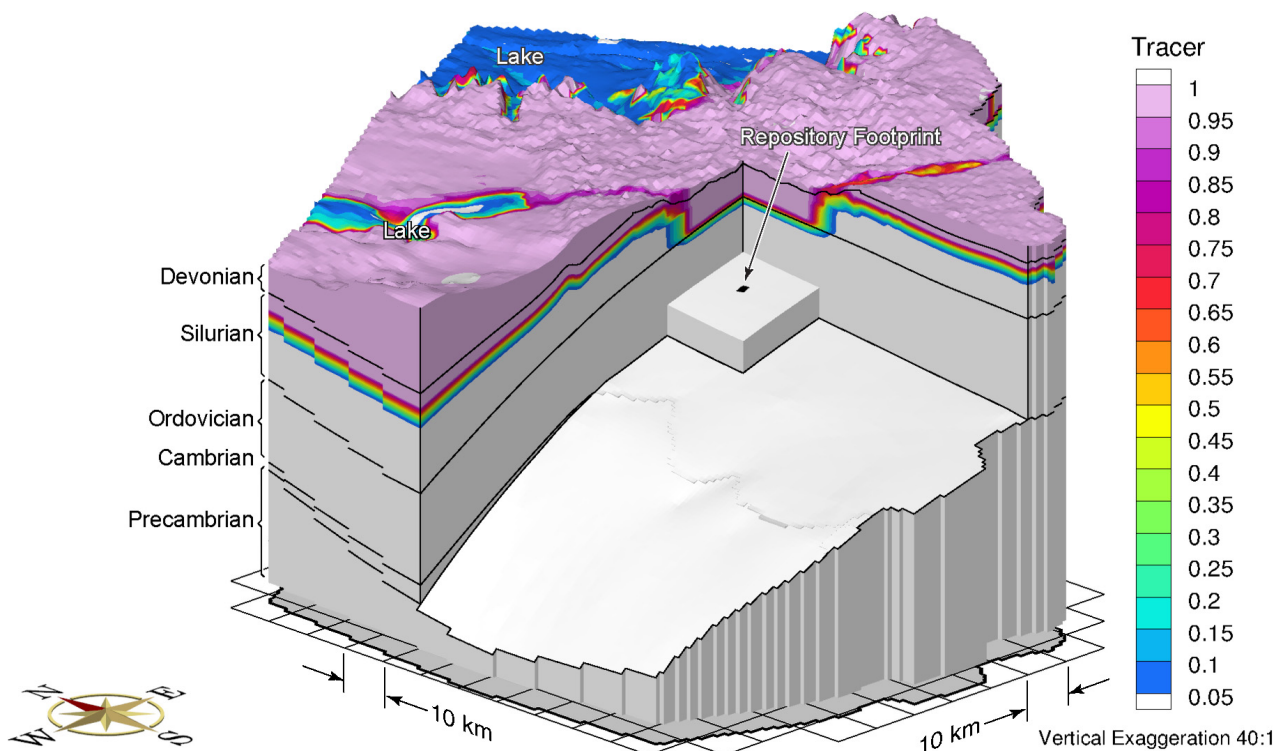 Lake
Tracer
1
0.95
0.9
0.85
0.8
0.75
0.7
0.65
0.6
0.55
0.5
0.45
0.4
0.35
0.3
0.25
0.2
0.15
0.1
0.05
Repository Footprint
Lake
Devonian
Silurian
Ordovician
Cambrian
Precambrian
N
E
W
S
10 km
10 km
Vertical Exaggeration 40:1